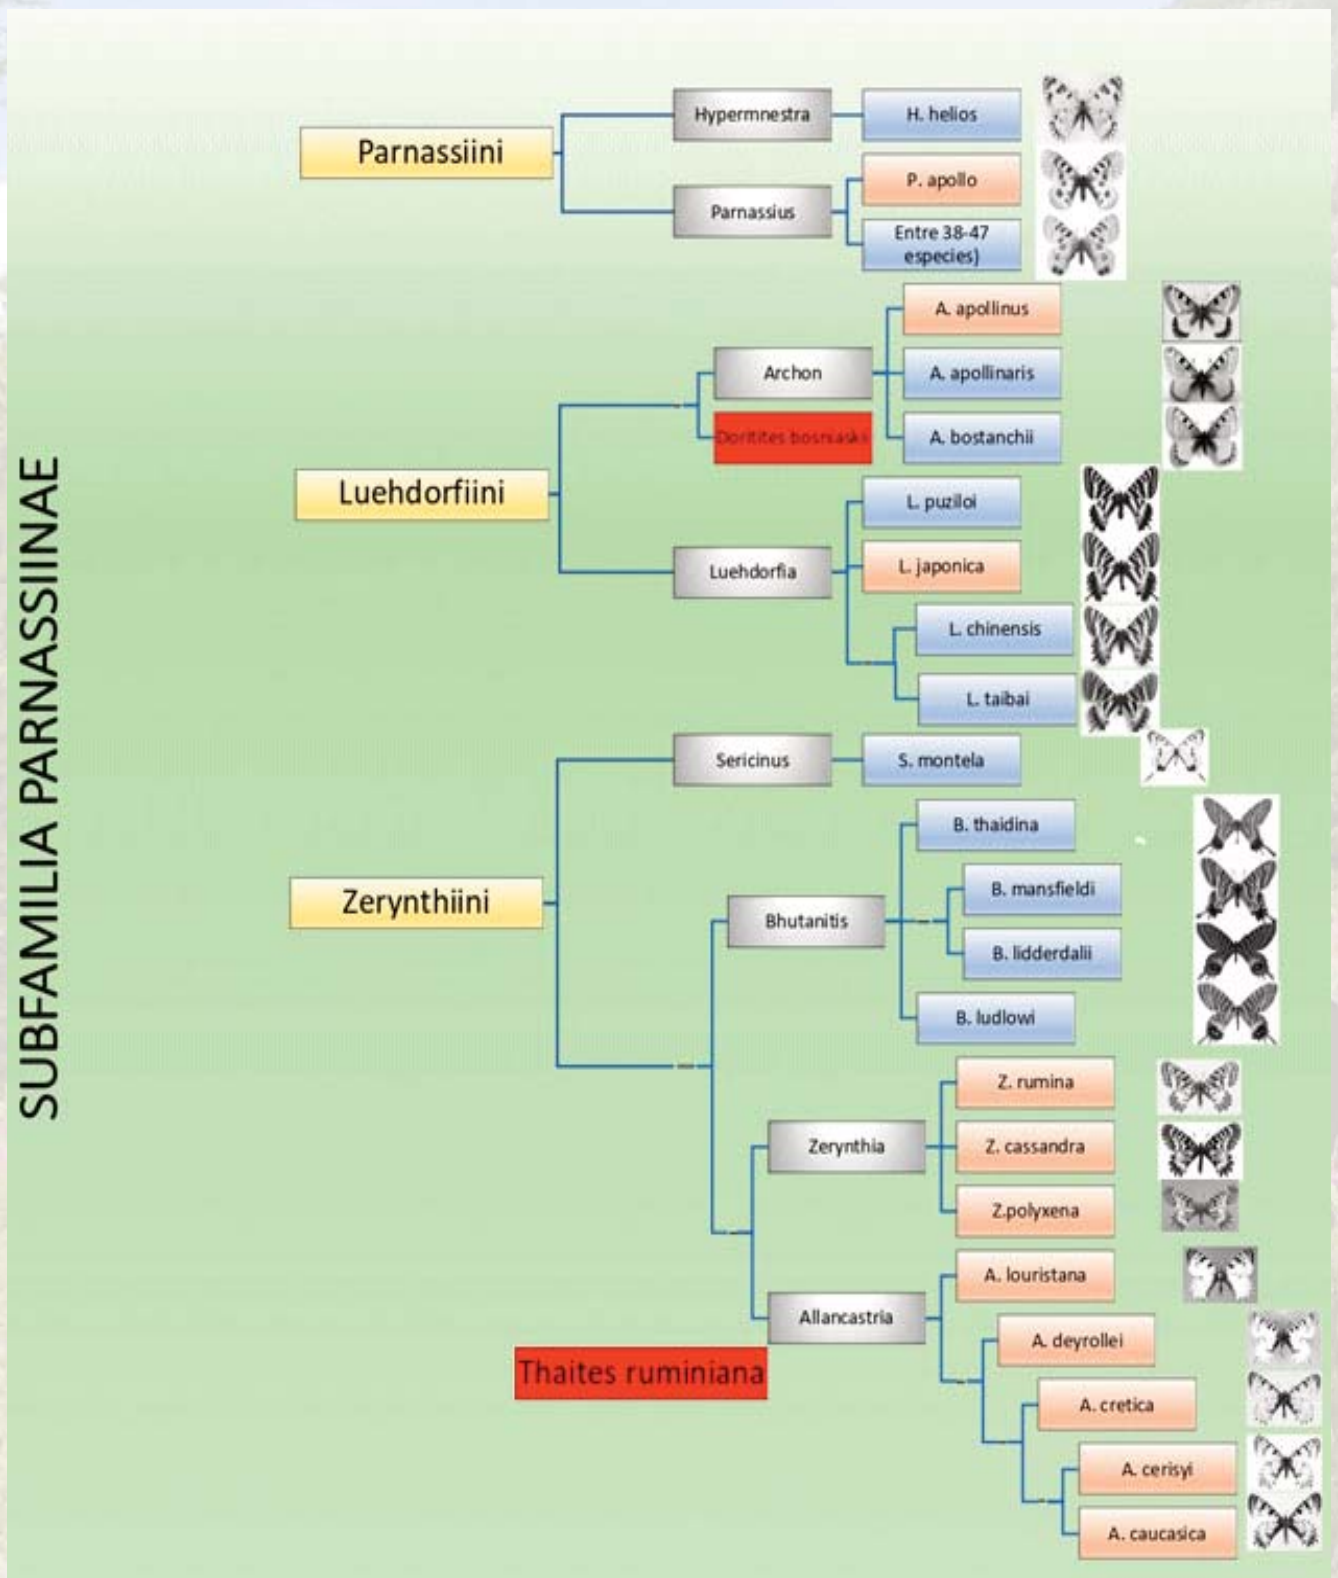 SUBFAMILIA PARNASSIINAE
Parnassiini
Hypermnestra
H. helios
Parnassius
P. apollo
Entre 38-47
especies)
Luehdorfiini
Archon
A. apollinus
A. apollinaris
A. bostanchii
Doritites bosniaskii
Luehdorfia
L. puziloi
L. japonica
L. chinensis
L. taibai
Zerynthiini
Sericinus
S. montela
Bhutanitis
B. thaidina
B. mansfieldi
B. lidderdalii
B. ludlowi
Zerynthia
Z. rumina
Z. cassandra
Z.polyxena
Allancastria
A. louristana
A. deyrollei
A. cretica
A. cerisyi
A. caucasica
Thaites ruminiana